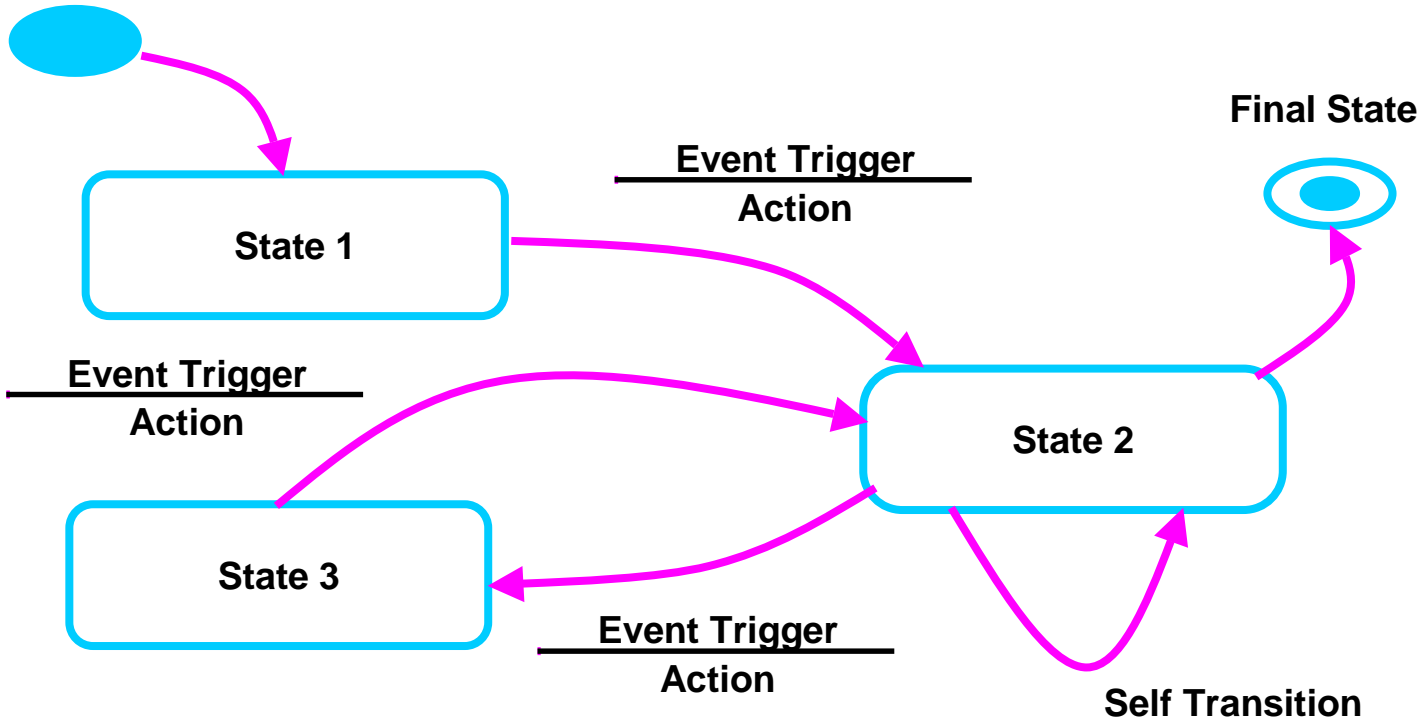 Final State
Event Trigger
Action
State 1
Event Trigger
Action
State 2
State 3
Event Trigger
Action
Self Transition